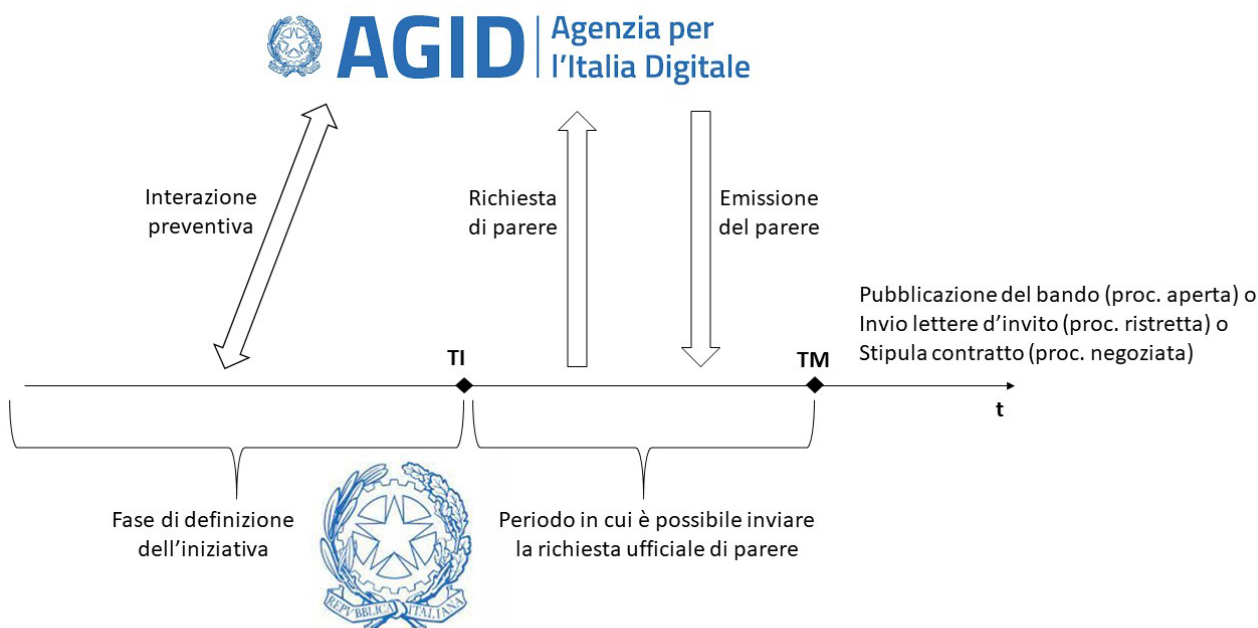 AGID
Agenzia per
l'Italia Digitale
Interazione
preventiva
Richiesta
di parere
Emissione
del parere
Pubblicazione del bando (proc. aperta) o
Invio lettere d'invito (proc. ristretta) o
Stipula contratto (proc. negoziata)
TI
TM
t
Fase di definizione
dell'iniziativa
Periodo in cui è possibile inviare
la richiesta ufficiale di parere
REPVBBLICA ITALIANA